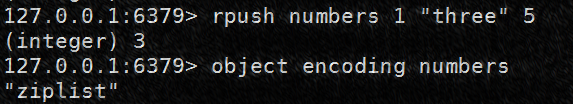 127.0.0.1:6379> rpush numbers 1 "three" 5
(integer) 3
127.0.0.1:6379> object encoding numbers
"ziplist"